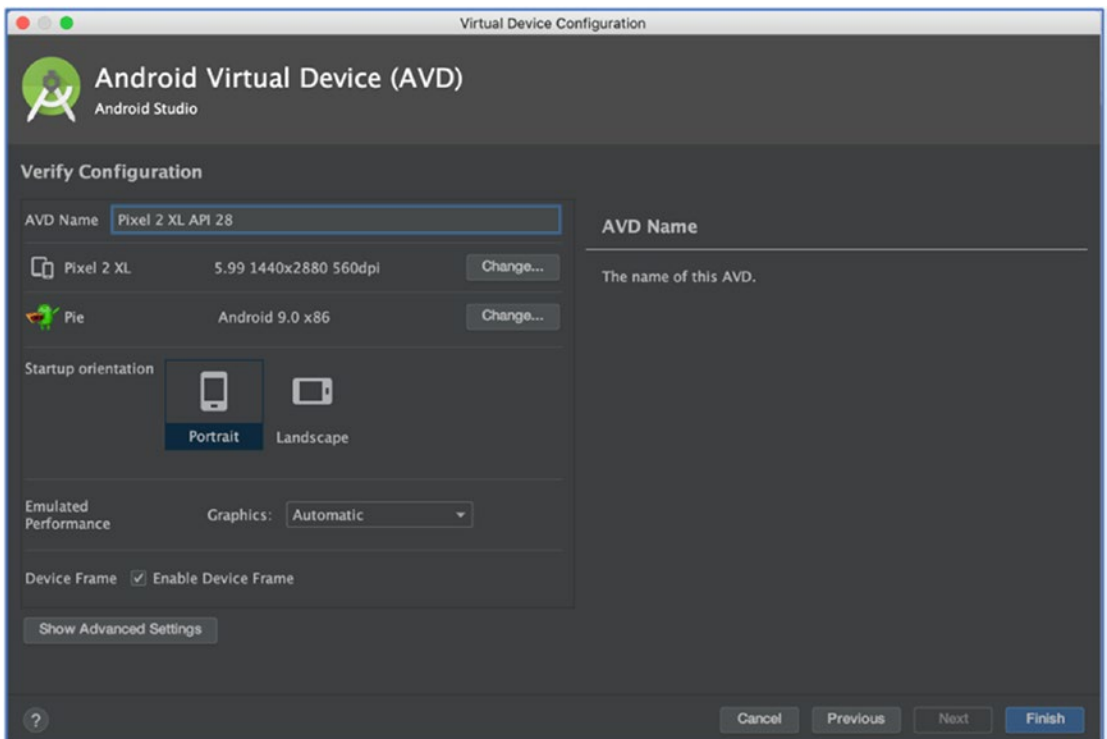 Virtual Device Configuration
Android Virtual Device (AVD)
Android Studio
Verify Configuration
AVD Name Pixel 2 XL API 28
Pixel 2 XL 5.99 1440x2880 560dpi Change...
Pie Android 9.0 x86 Change...
Startup orientation
Portrait Landscape
Emulated
Performance
Graphics: Automatic
Device Frame Enable Device Frame
Show Advanced Settings
AVD Name
The name of this AVD.
? Cancel Previous Next Finish